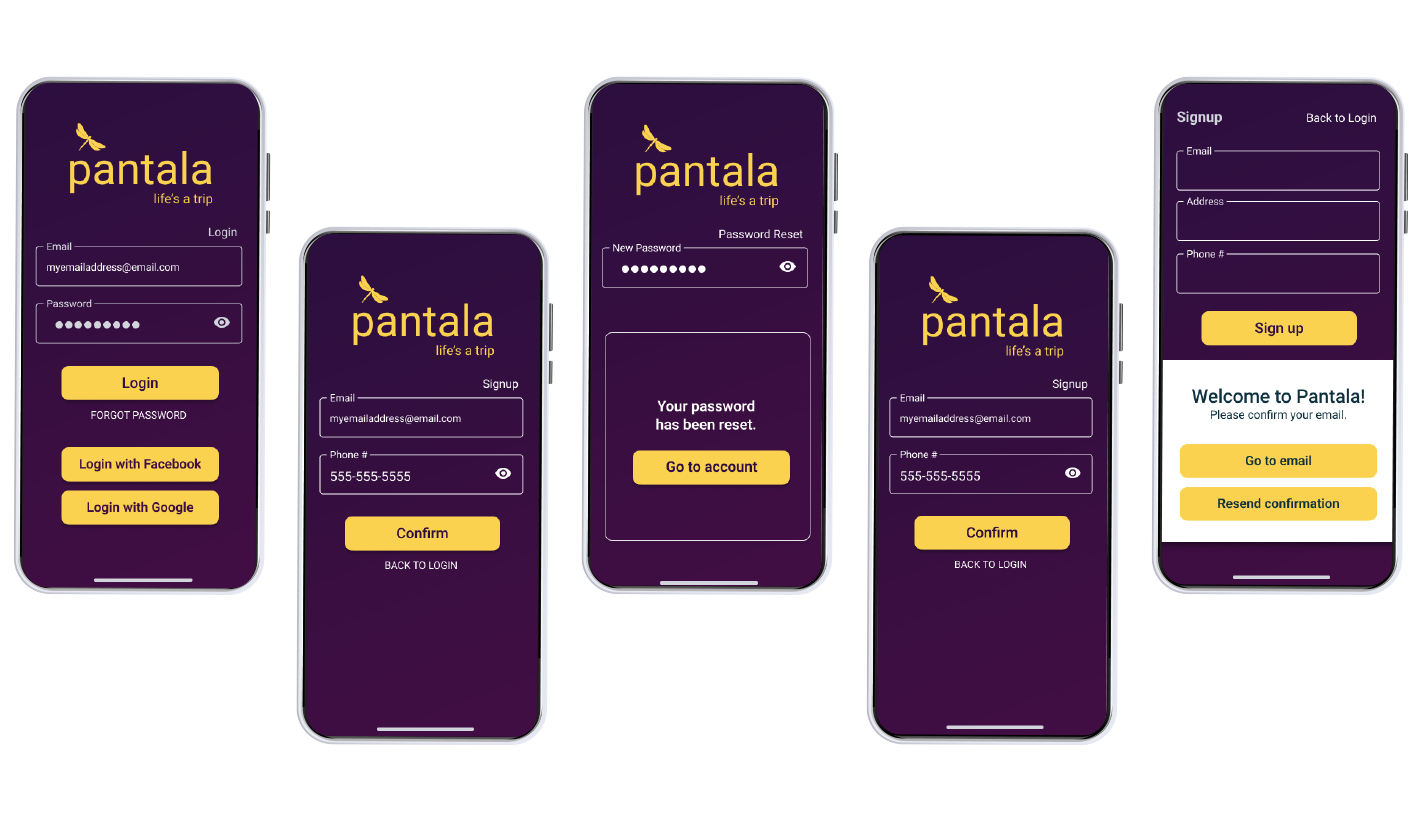 pantala
life's a trip
Login
Email
myemailaddress@email.com
Password
Login
FORGOT PASSWORD
Login with Facebook
Login with Google
pantala
life's a trip
Signup
Email
myemailaddress@email.com
Phone #
555-555-5555
Confirm
BACK TO LOGIN
pantala
life's a trip
Password Reset
New Password
Your password
has been reset.
Go to account
pantala
life's a trip
Signup
Email
myemailaddress@email.com
Phone #
555-555-5555
Confirm
BACK TO LOGIN
Signup
Back to Login
Email
Address
Phone #
Sign up
Welcome to Pantala!
Please confirm your email.
Go to email
Resend confirmation